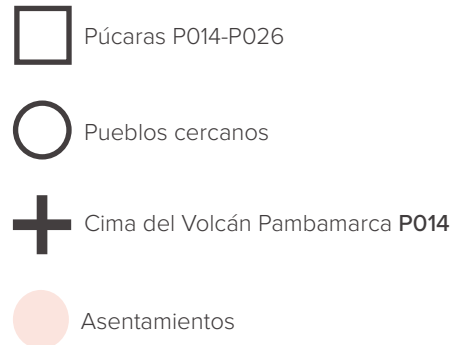 Púcaras P014-P026
Pueblos cercanos
Cima del Volcán Pambamarca P014
Asentamientos